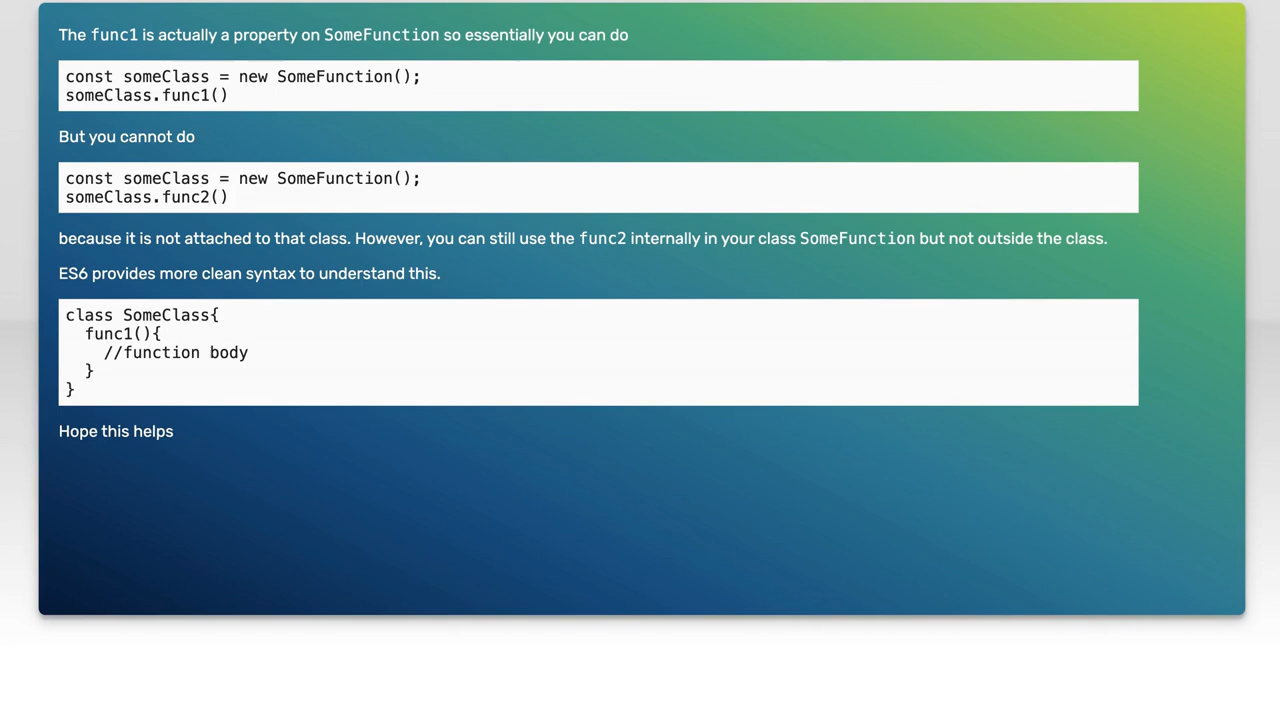 The func1 is actually a property on SomeFunction so essentially you can do
const someClass = new SomeFunction();
someClass.func1()
But you cannot do
const someClass = new SomeFunction();
someClass.func2()
because it is not attached to that class. However, you can still use the func2 internally in your class SomeFunction but not outside the class.
ES6 provides more clean syntax to understand this.
class SomeClass{
  func1(){
    //function body
  }
}
Hope this helps